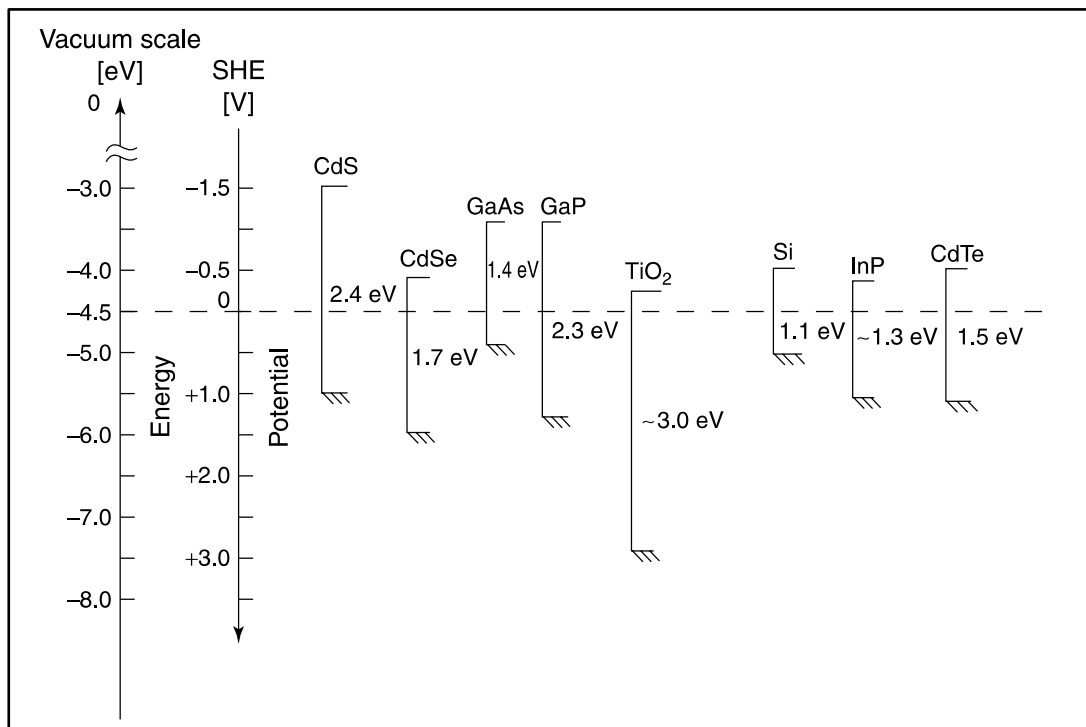 Vacuum scale
[eV]
SHE
[V]
0
CdS
−3.0
−1.5
GaAs
GaP
CdSe
Si
InP
CdTe
TiO₂
−4.0
−0.5
1.4 eV
0
2.4 eV
−4.5
2.3 eV
1.1 eV
~1.3 eV
1.5 eV
−5.0
1.7 eV
+1.0
Energy
Potential
~3.0 eV
−6.0
+2.0
−7.0
+3.0
−8.0